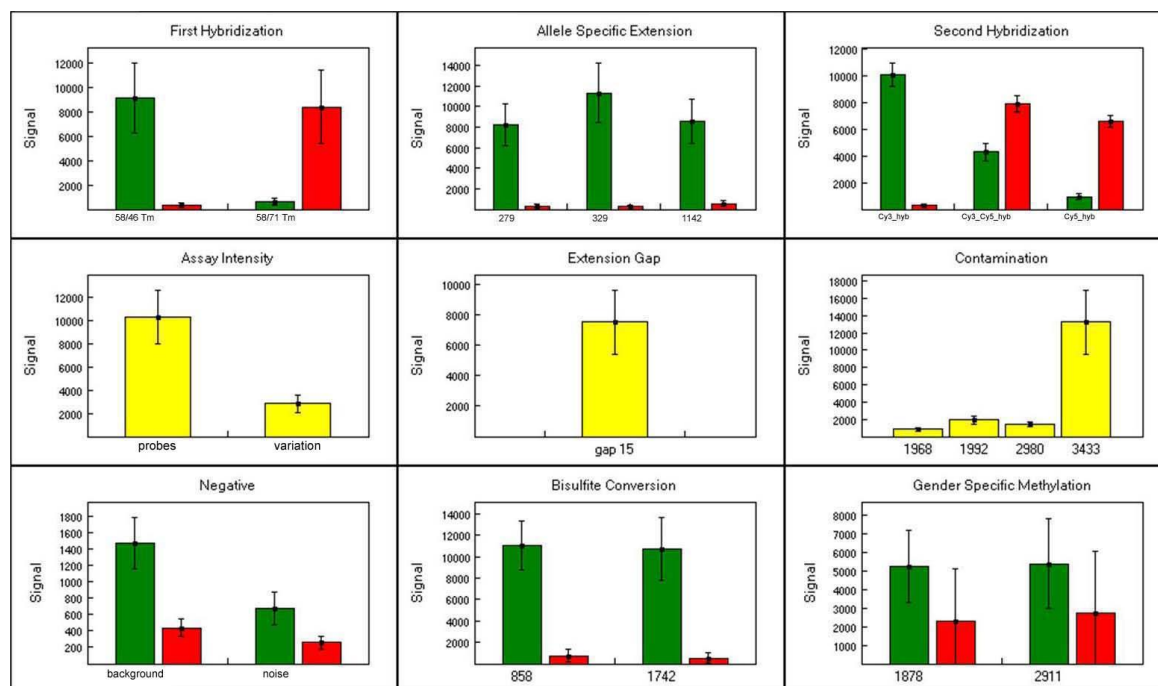 First Hybridization
Signal
12000
10000
8000
6000
4000
2000
58/46 Tm 58/71 Tm
Allele Specific Extension
Signal
14000
12000
10000
8000
6000
4000
2000
279 329 1142
Second Hybridization
Signal
12000
10000
8000
6000
4000
2000
Cy3_hyb Cy3_Cy5_hyb Cy5_hyb
Assay Intensity
Signal
12000
10000
8000
6000
4000
2000
probes variation
Extension Gap
Signal
10000
8000
6000
4000
2000
gap 15
Contamination
Signal
18000
16000
14000
12000
10000
8000
6000
4000
2000
1968 1992 2980 3433
Negative
Signal
1800
1600
1400
1200
1000
800
600
400
200
background noise
Bisulfite Conversion
Signal
14000
12000
10000
8000
6000
4000
2000
858 1742
Gender Specific Methylation
Signal
8000
7000
6000
5000
4000
3000
2000
1000
1878 2911